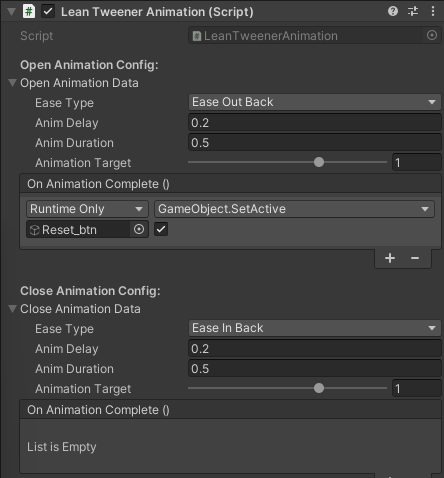 Lean Tweener Animation (Script)
Script LeanTweenerAnimation
Open Animation Config:
Open Animation Data
Ease Type Ease Out Back
Anim Delay 0.2
Anim Duration 0.5
Animation Target 1
On Animation Complete ()
Runtime Only GameObject.SetActive
Reset_btn
Close Animation Config:
Close Animation Data
Ease Type Ease In Back
Anim Delay 0.2
Anim Duration 0.5
Animation Target 1
On Animation Complete ()
List is Empty